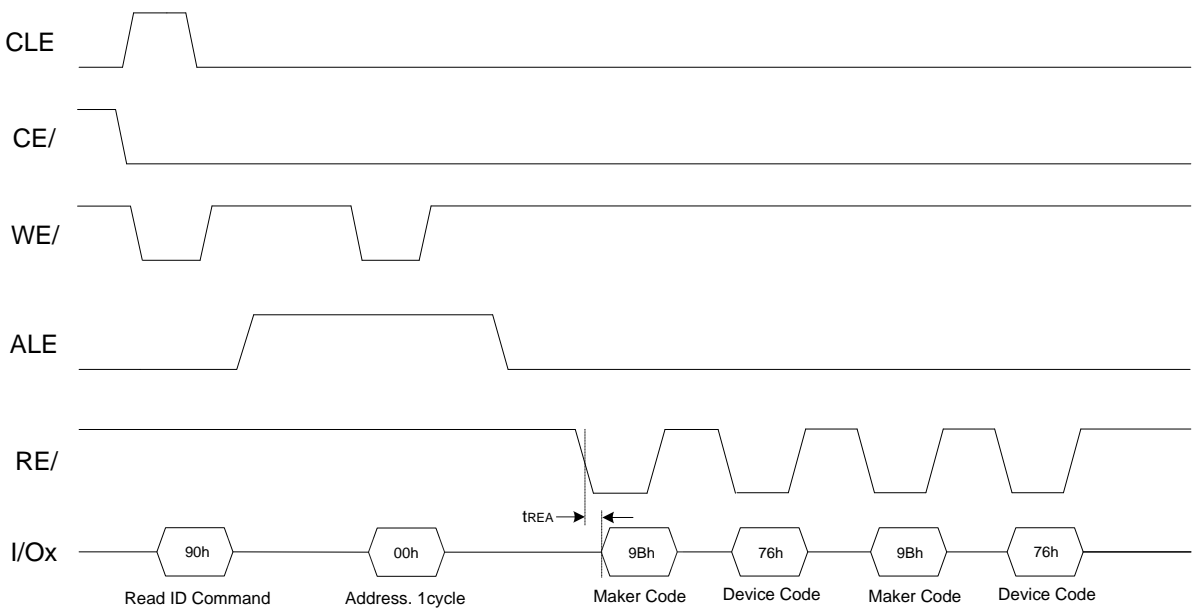 CLE
CE/
WE/
ALE
RE/
tREA
I/Ox
90h 00h 9Bh 76h 9Bh 76h
Read ID Command Address. 1cycle Maker Code Device Code Maker Code Device Code